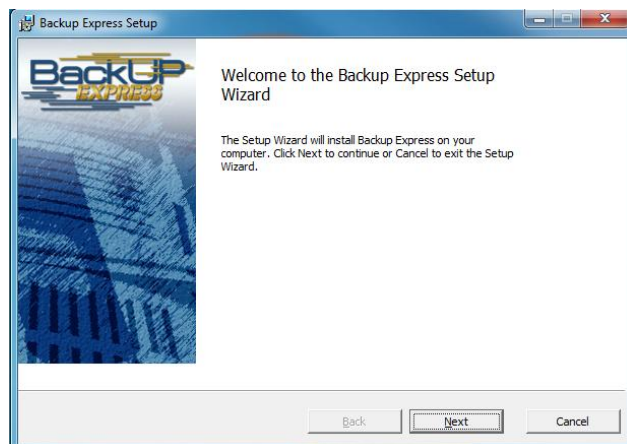 Backup Express Setup
BackUP
EXPRESS
Welcome to the Backup Express Setup
Wizard
The Setup Wizard will install Backup Express on your
computer. Click Next to continue or Cancel to exit the Setup
Wizard.
Back Next Cancel